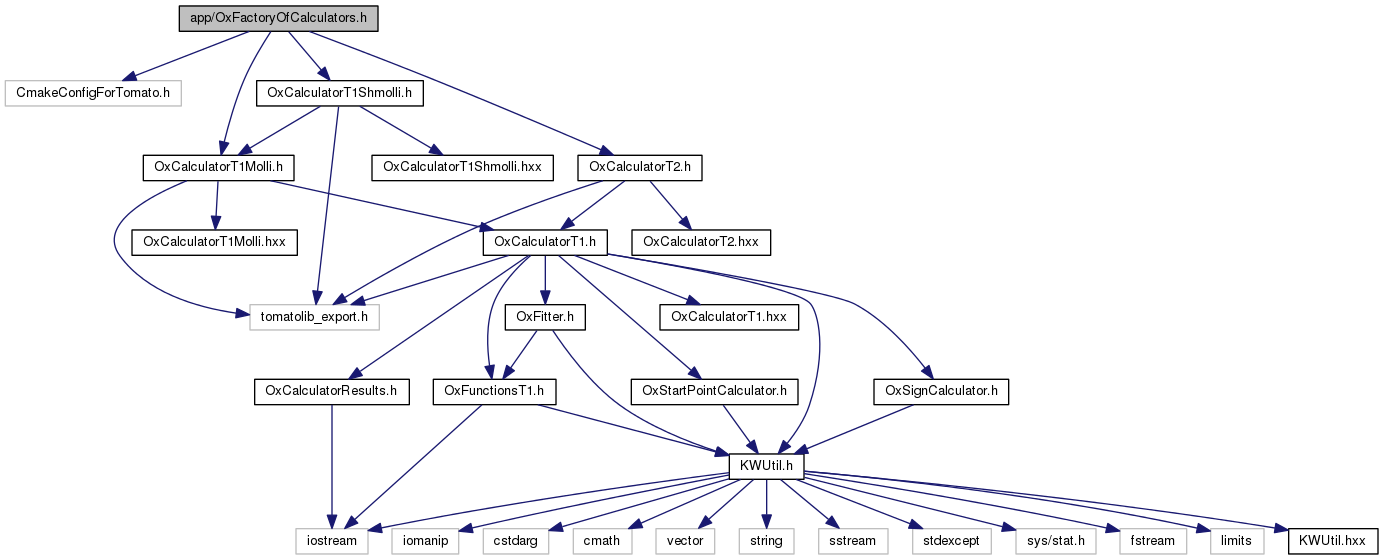 app/OxFactoryOfCalculators.h
CmakeConfigForTomato.h
OxCalculatorT1Shmolli.h
OxCalculatorT1Molli.h
OxCalculatorT1Shmolli.hxx
OxCalculatorT2.h
OxCalculatorT1Molli.hxx
OxCalculatorT1.h
OxCalculatorT2.hxx
tomatolib_export.h
OxFitter.h
OxCalculatorT1.hxx
OxCalculatorResults.h
OxFunctionsT1.h
OxStartPointCalculator.h
OxSignCalculator.h
KWUtil.h
iostream
iomanip
cstdarg
cmath
vector
string
sstream
stdexcept
sys/stat.h
fstream
limits
KWUtil.hxx